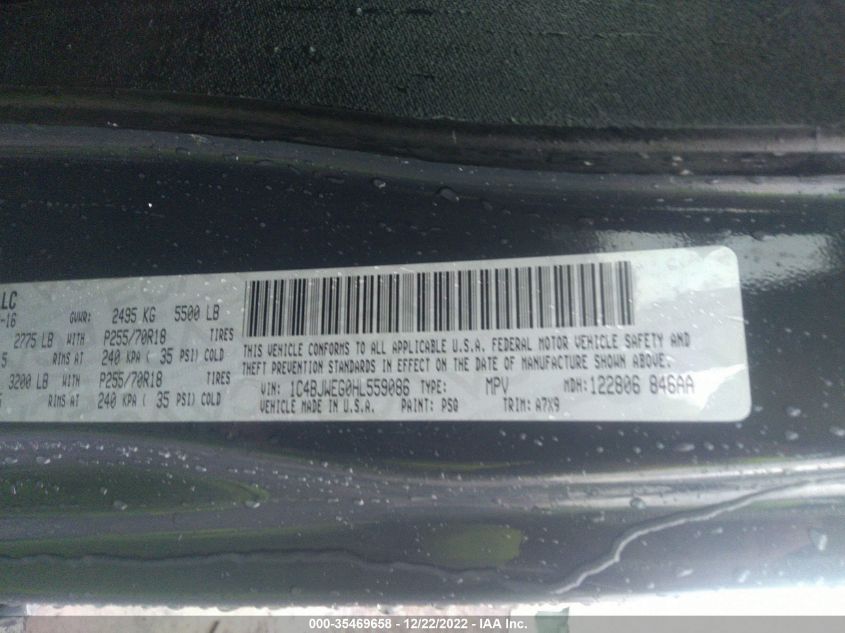 LLC
-16 GVWR: 2495 KG 5500 LB
2775 LB WITH P255/70R18 TIRES
5 RIMS AT 240 KPA ( 35 PSI) COLD
3200 LB WITH P255/70R18 TIRES
5 RIMS AT 240 KPA ( 35 PSI) COLD
THIS VEHICLE CONFORMS TO ALL APPLICABLE U.S.A. FEDERAL MOTOR VEHICLE SAFETY AND
THEFT PREVENTION STANDARDS IN EFFECT ON THE DATE OF MANUFACTURE SHOWN ABOVE.
VIN: 1C4BJWEG0HL559086 TYPE: MPV MDH: 122806 846AA
VEHICLE MADE IN U.S.A. PAINT: PSQ TRIM: A7X9
000-35469658 - 12/22/2022 - IAA Inc.